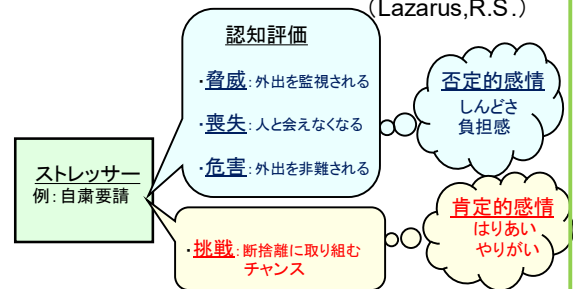 （Lazarus,R.S.）
認知評価
・脅威：外出を監視される
・喪失：人と会えなくなる
・危害：外出を非難される
否定的感情
しんどさ
負担感
ストレッサー
例：自粛要請
・挑戦：断捨離に取り組む
チャンス
肯定的感情
はりあい
やりがい